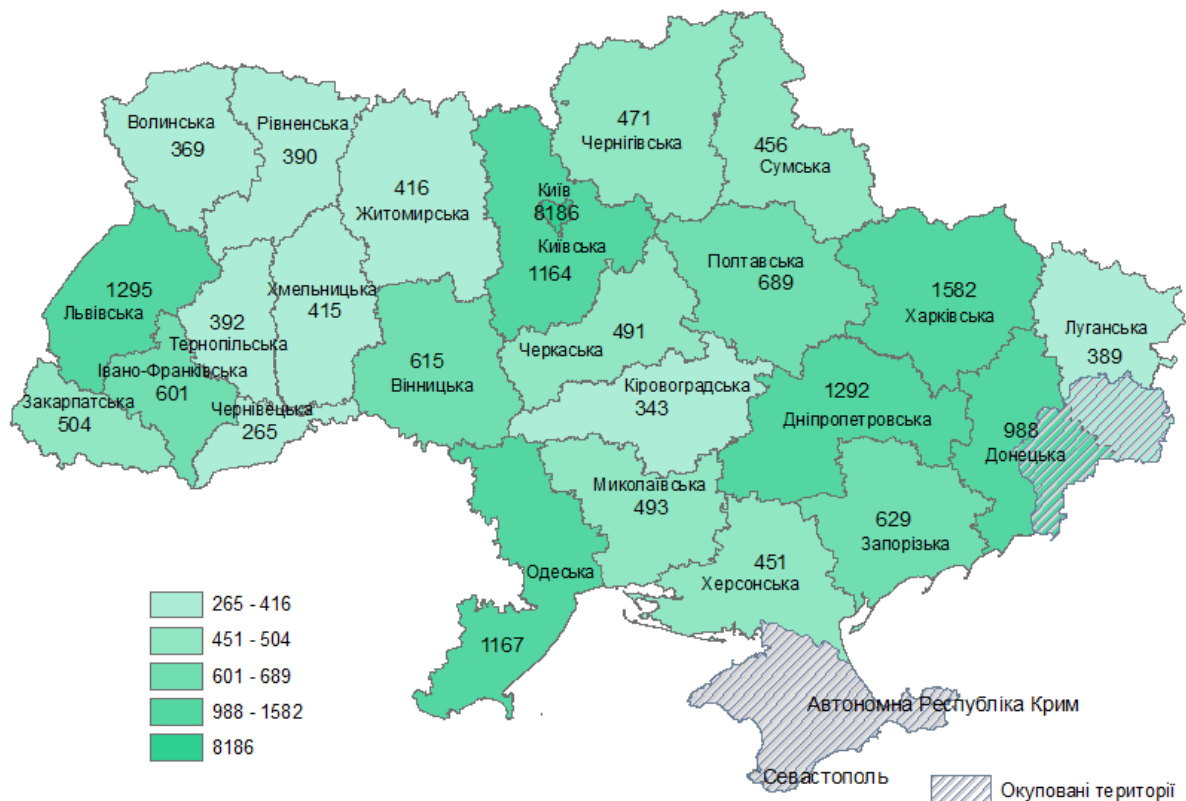 Волинська
369
Рівненська
390
416
Житомирська
Київ
8186
Київська
1164
471
Чернігівська
456
Сумська
1295
Львівська
392
Тернопільська
Хмельницька
415
Івано-Франківська
601
Закарпатська
504
Чернівецька
265
615
Вінницька
491
Черкаська
Полтавська
689
1582
Харківська
Луганська
389
Кіровоградська
343
1292
Дніпропетровська
988
Донецька
Миколаївська
493
629
Запорізька
451
Херсонська
Одеська
1167
Автономна Республіка Крим
Севастополь
265 - 416
451 - 504
601 - 689
988 - 1582
8186
Окуповані території